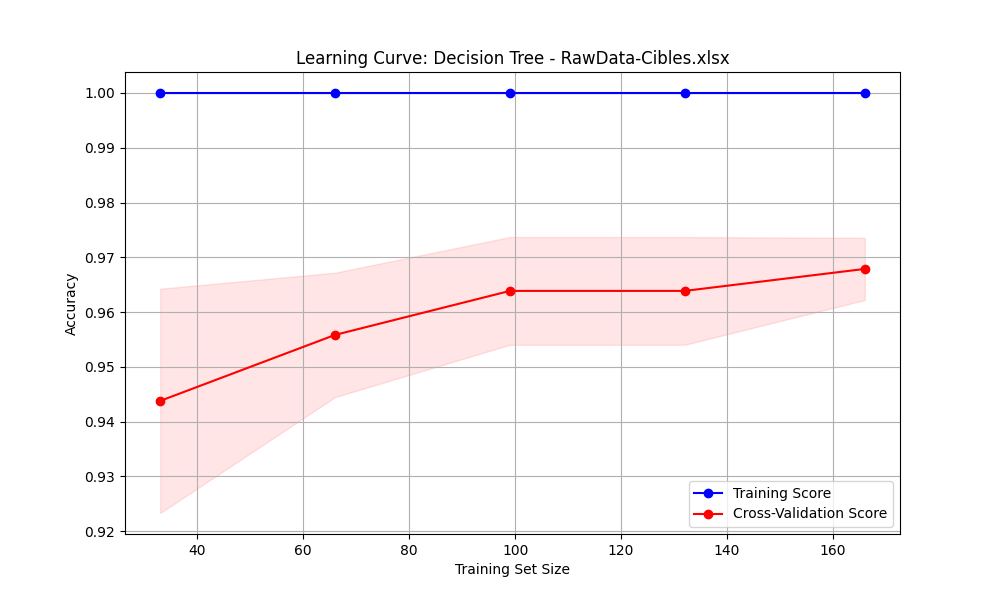 Learning Curve: Decision Tree - RawData-Cibles.xlsx
1.00
0.99
0.98
0.97
0.96
0.95
0.94
0.93
0.92
Accuracy
Training Score
Cross-Validation Score
40 60 80 100 120 140 160
Training Set Size